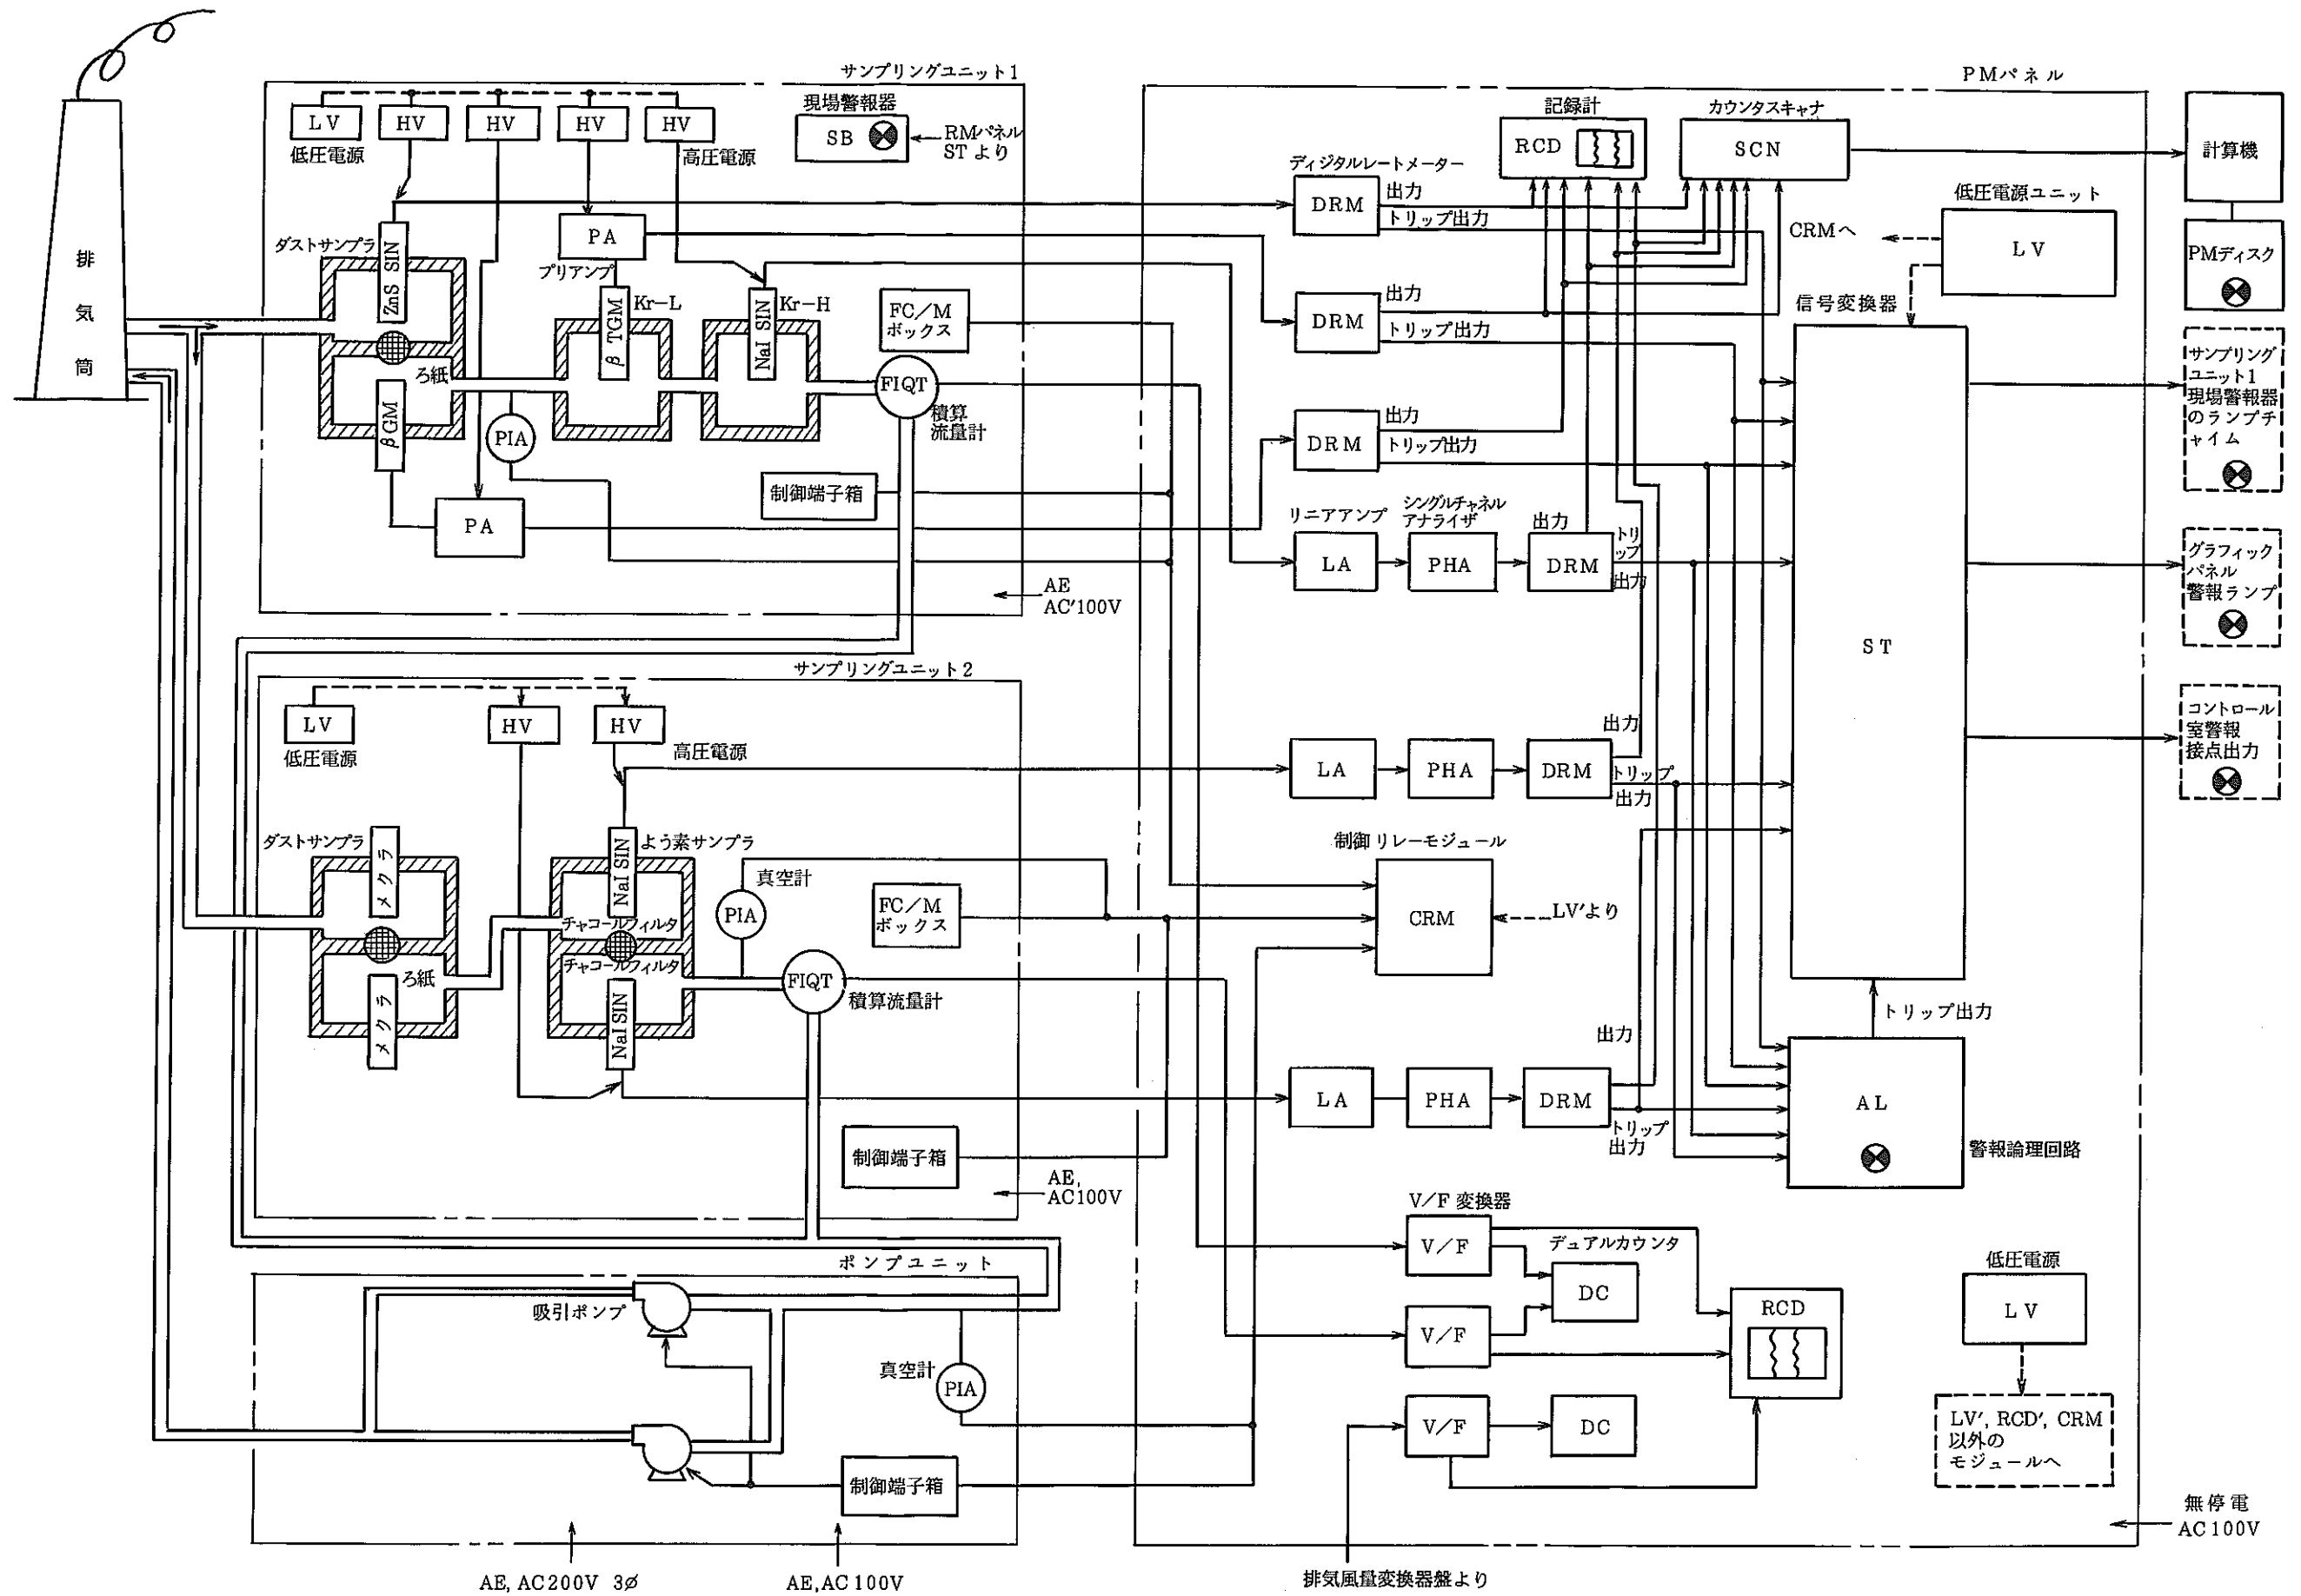 サンプリングユニット1
PMパネル
LV
HV
HV
HV
HV
低圧電源
高圧電源
現場警報器
SB
RMパネル
STより
記録計
RCD
カウンタスキャナ
SCN
計算機
ディジタルレートメーター
DRM
出力
トリップ出力
低圧電源ユニット
LV
CRMへ
PMディスク
排気筒
ダストサンプラ
ZnS SIN
PA
プリアンプ
βTGM
Kr-L
NaI SIN
Kr-H
FC/M
ボックス
DRM
出力
トリップ出力
信号変換器
サンプリング
ユニット1
現場警報器
のランプチ
ャイム
ろ紙
βGM
PIA
FIQT
積算
流量計
DRM
出力
トリップ出力
制御端子箱
PA
リニアアンプ
LA
シングルチャネル
アナライザ
PHA
出力
DRM
トリ
ップ
出力
ST
グラフィック
パネル
警報ランプ
AE
AC'100V
サンプリングユニット2
LV
HV
HV
低圧電源
高圧電源
LA
PHA
DRM
出力
トリップ
出力
コントロール
室警報
接点出力
ダストサンプラ
メクラ
ろ紙
メクラ
よう素サンプラ
NaI SIN
チャコールフィルタ
チャコールフィルタ
NaI SIN
真空計
PIA
FC/M
ボックス
FIQT
積算流量計
制御リレーモジュール
CRM
LV'より
トリップ出力
出力
LA
PHA
DRM
トリップ
出力
AL
警報論理回路
制御端子箱
AE,
AC100V
V/F変換器
V/F
デュアルカウンタ
DC
V/F
RCD
低圧電源
LV
ポンプユニット
吸引ポンプ
真空計
PIA
制御端子箱
V/F
DC
LV', RCD', CRM
以外の
モジュールへ
無停電
AC100V
AE, AC200V 3φ
AE, AC100V
排気風量変換器盤より